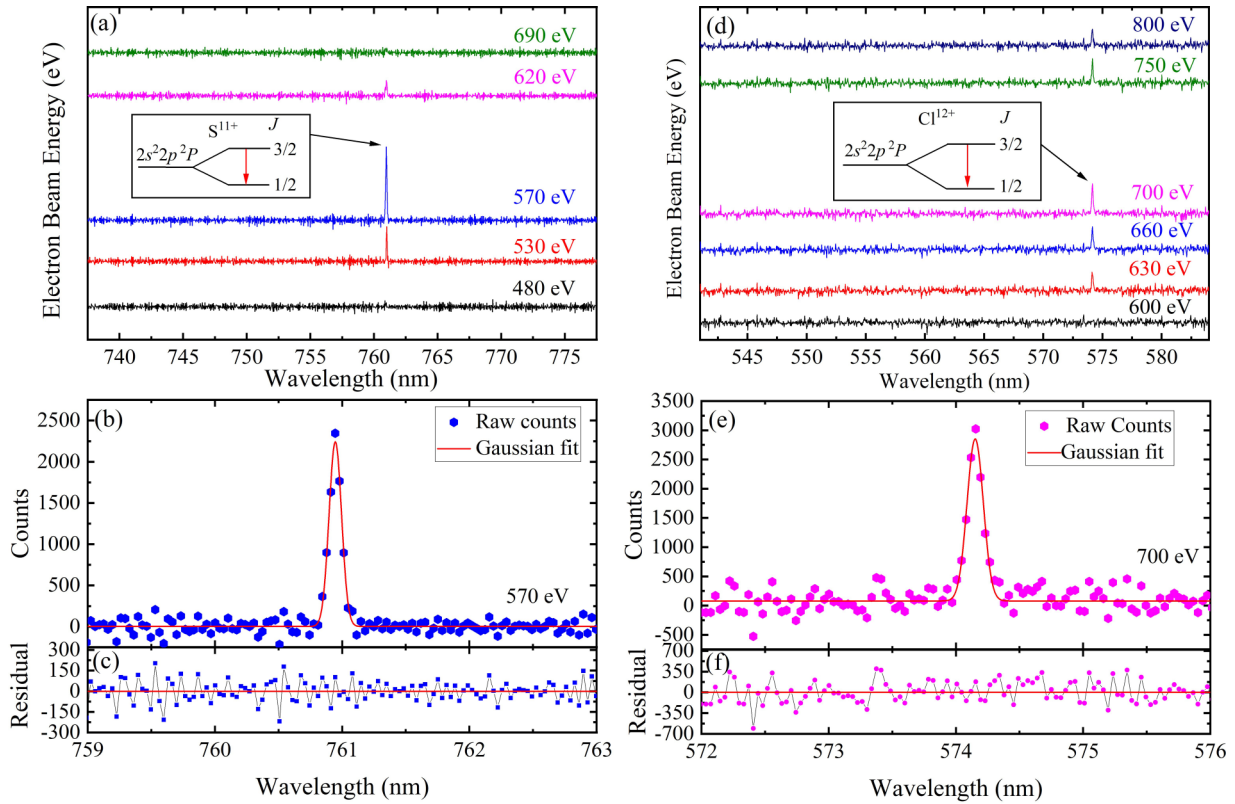 (a)
690 eV
620 eV
S¹¹⁺ J
2s²2p ²P 3/2
1/2
570 eV
530 eV
480 eV
Electron Beam Energy (eV)
740 745 750 755 760 765 770 775
Wavelength (nm)
(d)
800 eV
750 eV
Cl¹²⁺ J
2s²2p ²P 3/2
1/2
700 eV
660 eV
630 eV
600 eV
Electron Beam Energy (eV)
545 550 555 560 565 570 575 580
Wavelength (nm)
(b)
Raw counts
Gaussian fit
570 eV
2500
2000
1500
1000
500
0
Counts
(c)
300
150
0
-150
-300
Residual
759 760 761 762 763
Wavelength (nm)
(e)
Raw Counts
Gaussian fit
700 eV
3500
3000
2500
2000
1500
1000
500
0
-500
Counts
(f)
700
350
0
-350
-700
Residual
572 573 574 575 576
Wavelength (nm)